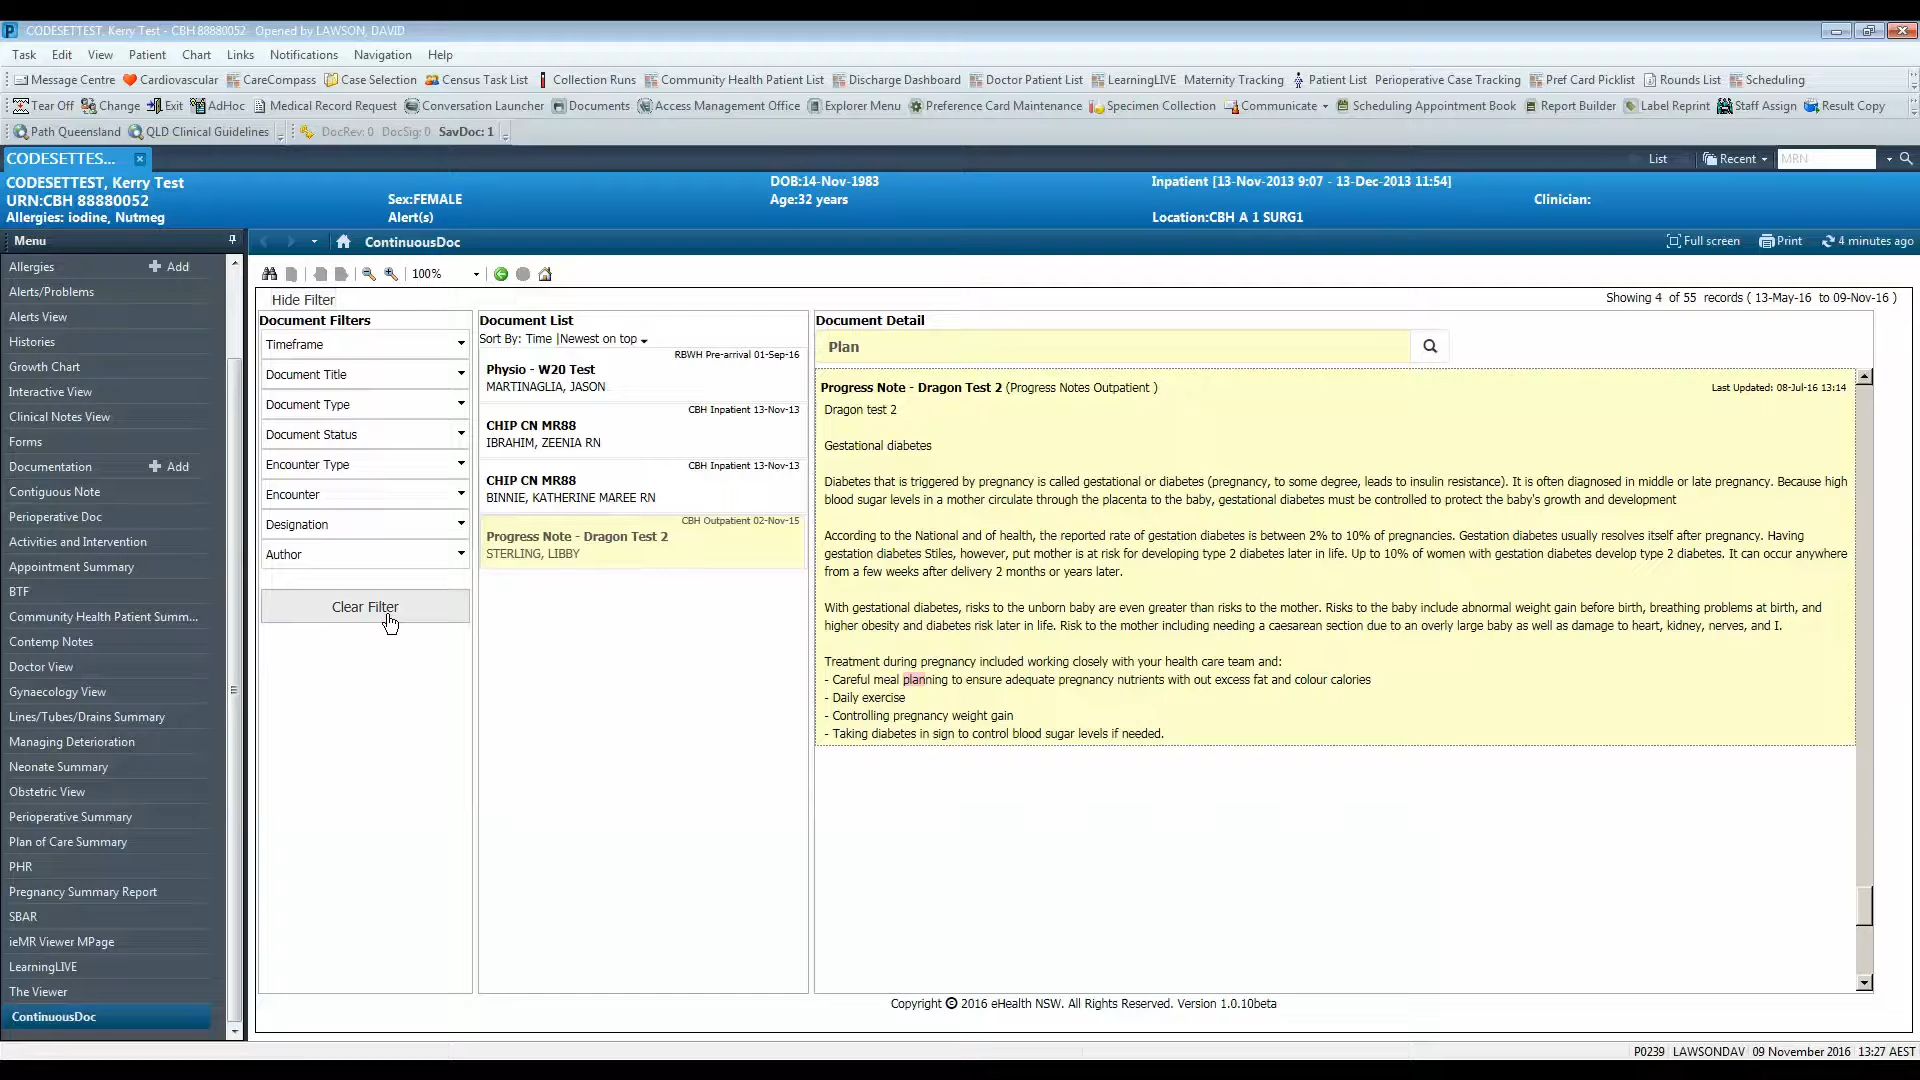 CODESETTEST, Kerry Test - CBH 88880052 - Opened by LAWSON, DAVID
Task Edit View Patient Chart Links Notifications Navigation Help
Message Centre Cardiovascular CareCompass Case Selection Census Task List Collection Runs Community Health Patient List Discharge Dashboard Doctor Patient List LearningLIVE Maternity Tracking Patient List Perioperative Case Tracking Pref Card Picklist Rounds List Scheduling
Tear Off Change Exit AdHoc Medical Record Request Conversation Launcher Documents Access Management Office Explorer Menu Preference Card Maintenance Specimen Collection Communicate Scheduling Appointment Book Report Builder Label Reprint Staff Assign Result Copy
Path Queensland QLD Clinical Guidelines DocRev: 0 DocSig: 0 SavDoc: 1
CODESETTES... List Recent MRN
CODESETTEST, Kerry Test DOB:14-Nov-1983 Inpatient [13-Nov-2013 9:07 - 13-Dec-2013 11:54]
URN:CBH 88880052 Sex:FEMALE Age:32 years Clinician:
Allergies: iodine, Nutmeg Alert(s) Location:CBH A 1 SURG1
Menu ContinuousDoc Full screen Print 4 minutes ago
Allergies Add
Alerts/Problems
Alerts View
Histories
Growth Chart
Interactive View
Clinical Notes View
Forms
Documentation Add
Contiguous Note
Perioperative Doc
Activities and Intervention
Appointment Summary
BTF
Community Health Patient Summ...
Contemp Notes
Doctor View
Gynaecology View
Lines/Tubes/Drains Summary
Managing Deterioration
Neonate Summary
Obstetric View
Perioperative Summary
Plan of Care Summary
PHR
Pregnancy Summary Report
SBAR
ieMR Viewer MPage
LearningLIVE
The Viewer
ContinuousDoc
100%
Hide Filter Showing 4 of 55 records ( 13-May-16 to 09-Nov-16 )
Document Filters
Timeframe
Document Title
Document Type
Document Status
Encounter Type
Encounter
Designation
Author
Clear Filter
Document List
Sort By: Time |Newest on top
RBWH Pre-arrival 01-Sep-16
Physio - W20 Test
MARTINAGLIA, JASON
CBH Inpatient 13-Nov-13
CHIP CN MR88
IBRAHIM, ZEENIA RN
CBH Inpatient 13-Nov-13
CHIP CN MR88
BINNIE, KATHERINE MAREE RN
CBH Outpatient 02-Nov-15
Progress Note - Dragon Test 2
STERLING, LIBBY
Document Detail
Plan
Progress Note - Dragon Test 2 (Progress Notes Outpatient ) Last Updated: 08-Jul-16 13:14
Dragon test 2
Gestational diabetes
Diabetes that is triggered by pregnancy is called gestational or diabetes (pregnancy, to some degree, leads to insulin resistance). It is often diagnosed in middle or late pregnancy. Because high
blood sugar levels in a mother circulate through the placenta to the baby, gestational diabetes must be controlled to protect the baby's growth and development
According to the National and of health, the reported rate of gestation diabetes is between 2% to 10% of pregnancies. Gestation diabetes usually resolves itself after pregnancy. Having
gestation diabetes Stiles, however, put mother is at risk for developing type 2 diabetes later in life. Up to 10% of women with gestation diabetes develop type 2 diabetes. It can occur anywhere
from a few weeks after delivery 2 months or years later.
With gestational diabetes, risks to the unborn baby are even greater than risks to the mother. Risks to the baby include abnormal weight gain before birth, breathing problems at birth, and
higher obesity and diabetes risk later in life. Risk to the mother including needing a caesarean section due to an overly large baby as well as damage to heart, kidney, nerves, and I.
Treatment during pregnancy included working closely with your health care team and:
- Careful meal planning to ensure adequate pregnancy nutrients with out excess fat and colour calories
- Daily exercise
- Controlling pregnancy weight gain
- Taking diabetes in sign to control blood sugar levels if needed.
Copyright © 2016 eHealth NSW. All Rights Reserved. Version 1.0.10beta
P0239 LAWSONDAV 09 November 2016 13:27 AEST